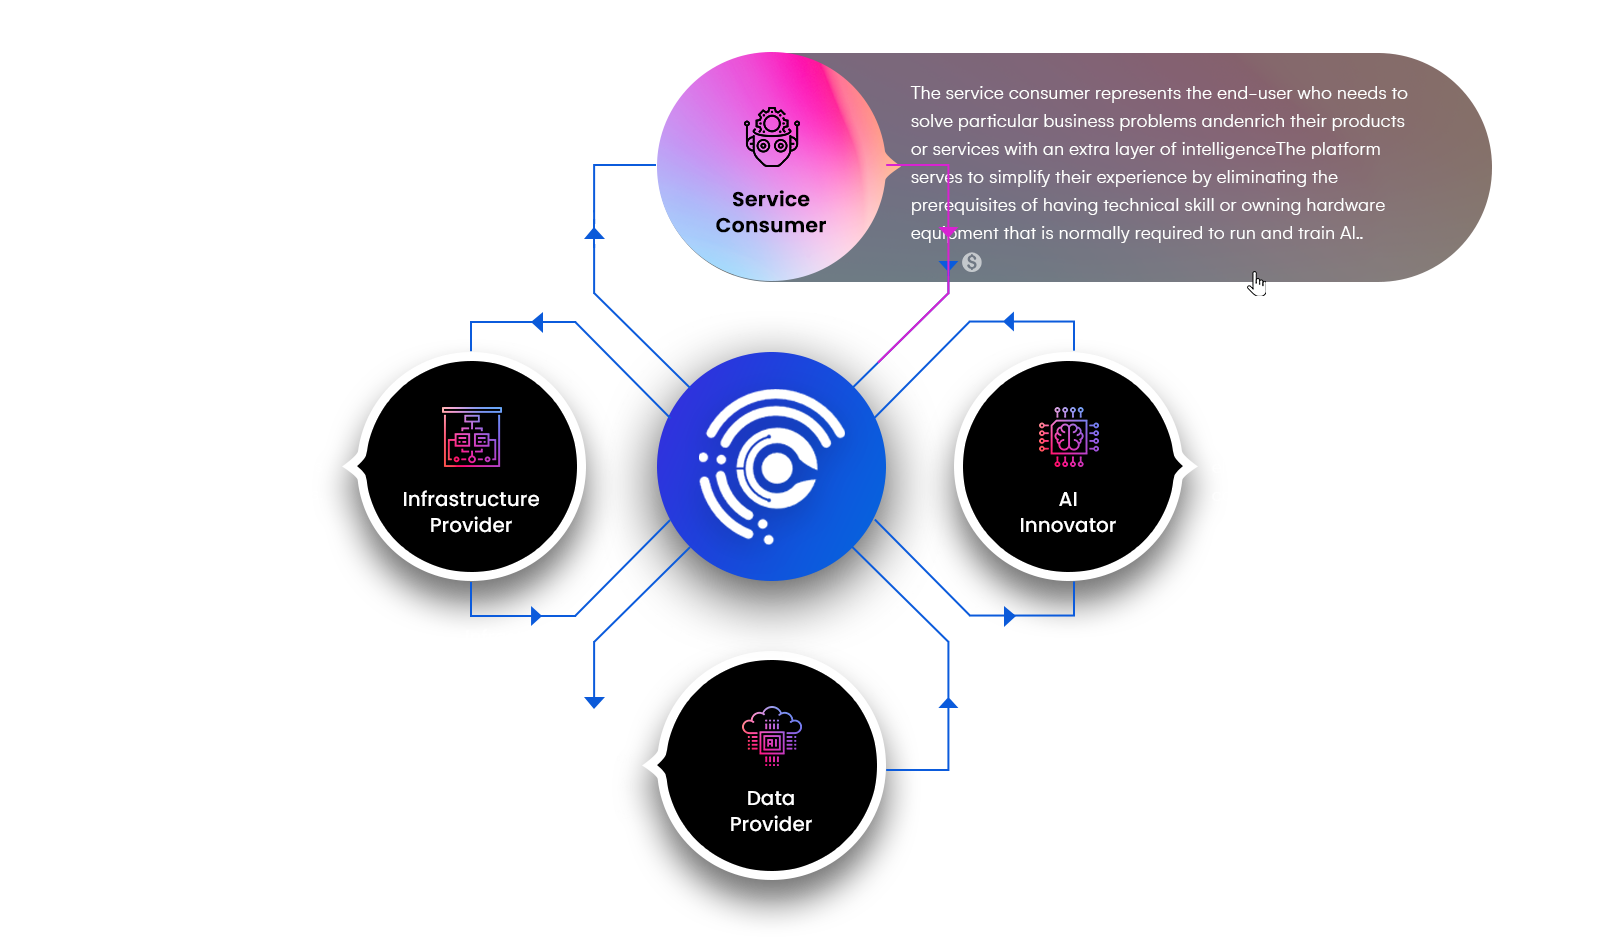 The service consumer represents the end-user who needs to
solve particular business problems andenrich their products
or services with an extra layer of intelligenceThe platform
serves to simplify their experience by eliminating the
prerequisites of having technical skill or owning hardware
equipment that is normally required to run and train AI..
$
Service
Consumer
Infrastructure
Provider
AI
Innovator
AI
Data
Provider